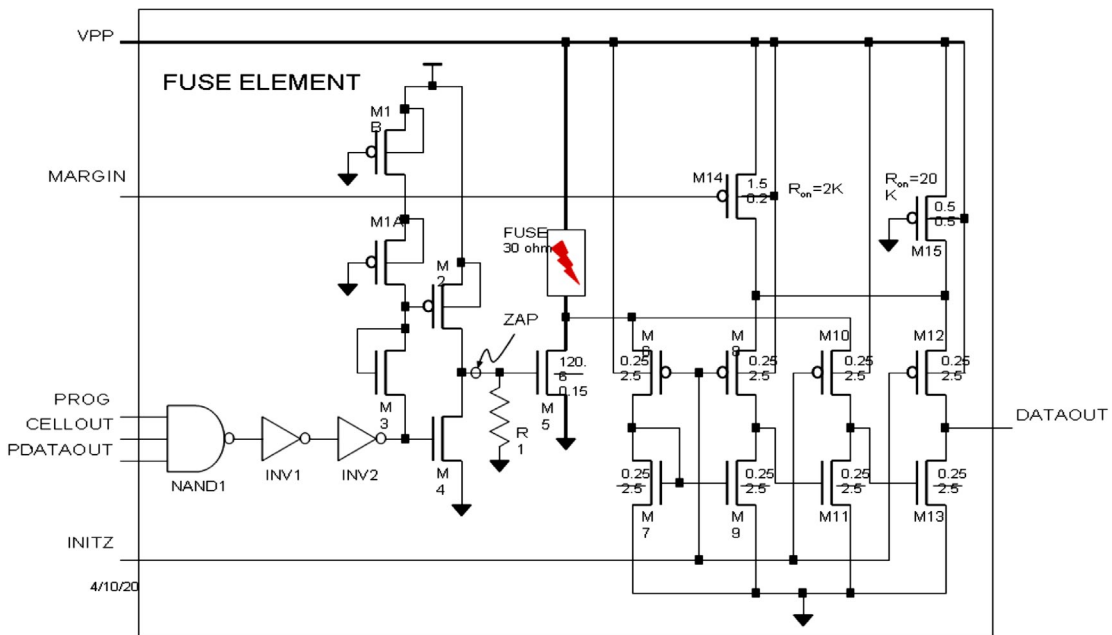 VPP
FUSE ELEMENT
M1
B
MARGIN
M14
1.5
0.2
Ron=2K
Ron=20
K
0.5
0.5
M15
M1A
FUSE
30 ohm
M
2
ZAP
M10
M12
0.25
2.5
M
8
0.25
2.5
0.25
2.5
0.25
2.5
120.
6
0.15
M
5
PROG
CELLOUT
PDATAOUT
M
3
R
1
DATAOUT
NAND1
INV1
INV2
M
4
0.25
2.5
0.25
2.5
0.25
2.5
0.25
2.5
M
7
M
9
M11
M13
INITZ
4/10/20